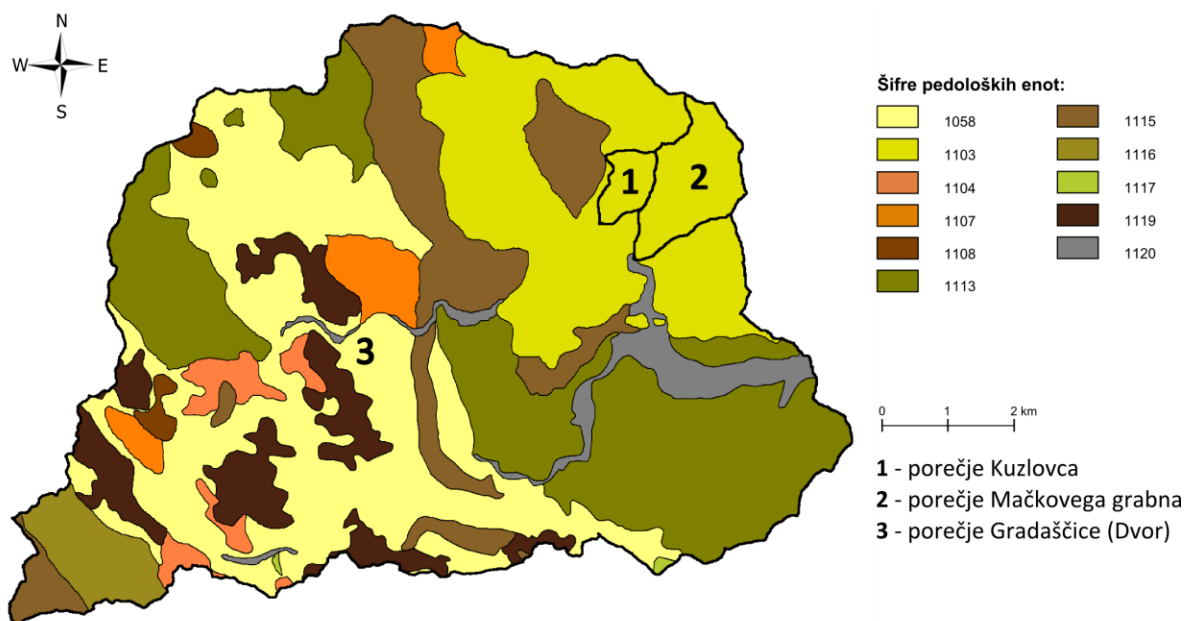 N
W E
S
1
2
3
Šifre pedoloških enot:
1058
1103
1104
1107
1108
1113
1115
1116
1117
1119
1120
0 1 2 km
1 - porečje Kuzlovca
2 - porečje Mačkovega grabna
3 - porečje Gradaščice (Dvor)